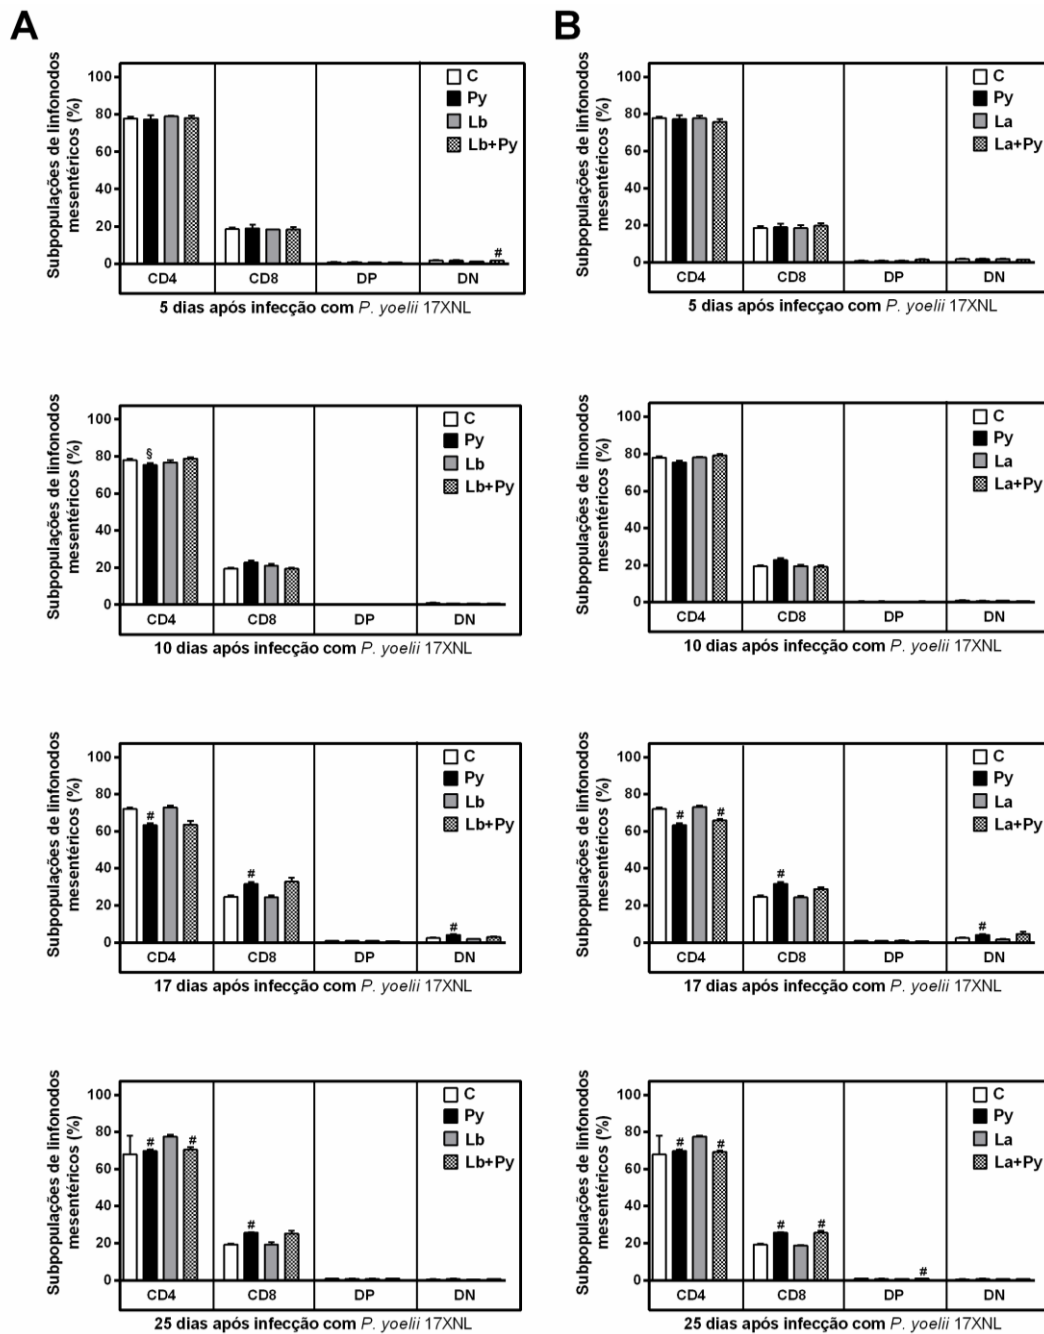 A
Subpopulações de linfonodos
mesentéricos (%)
100
80
60
40
20
0
C
Py
Lb
Lb+Py
#
CD4 CD8 DP DN
5 dias após infecção com P. yoelii 17XNL
Subpopulações de linfonodos
mesentéricos (%)
100
80
60
40
20
0
C
Py
Lb
Lb+Py
§
CD4 CD8 DP DN
10 dias após infecção com P. yoelii 17XNL
Subpopulações de linfonodos
mesentéricos (%)
100
80
60
40
20
0
C
Py
Lb
Lb+Py
# # #
CD4 CD8 DP DN
17 dias após infecção com P. yoelii 17XNL
Subpopulações de linfonodos
mesentéricos (%)
100
80
60
40
20
0
C
Py
Lb
Lb+Py
# # #
CD4 CD8 DP DN
25 dias após infecção com P. yoelii 17XNL
B
Subpopulações de linfonodos
mesentéricos (%)
100
80
60
40
20
0
C
Py
La
La+Py
CD4 CD8 DP DN
5 dias após infecçao com P. yoelii 17XNL
Subpopulações de linonodos
mesentéricos (%)
100
80
60
40
20
0
C
Py
La
La+Py
CD4 CD8 DP DN
10 dias após infecção com P. yoelii 17XNL
Subpopulações de linfonodos
mesentéricos (%)
100
80
60
40
20
0
C
Py
La
La+Py
# # # #
CD4 CD8 DP DN
17 dias após infecção com P. yoelii 17XNL
Subpopulações de linfonodos
mesentéricos (%)
100
80
60
40
20
0
C
Py
La
La+Py
# # # # #
CD4 CD8 DP DN
25 dias após infecção com P. yoelii 17XNL